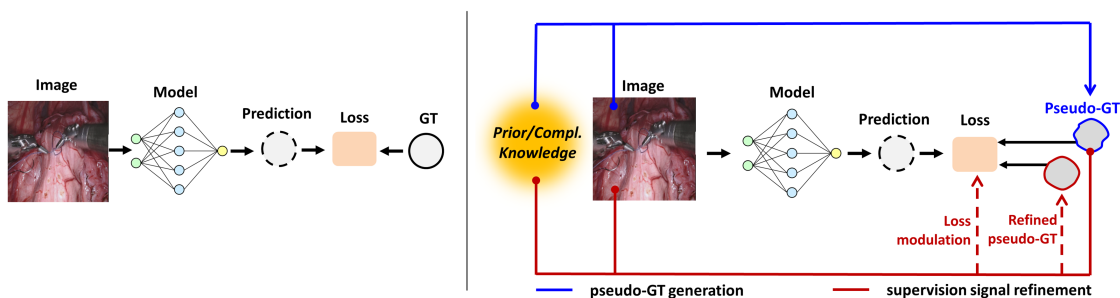 Image
Model
Prediction
Loss
GT
Image
Prior/Compl.
Knowledge
Model
Prediction
Loss
Pseudo-GT
Loss
modulation
Refined
pseudo-GT
pseudo-GT generation
supervision signal refinement